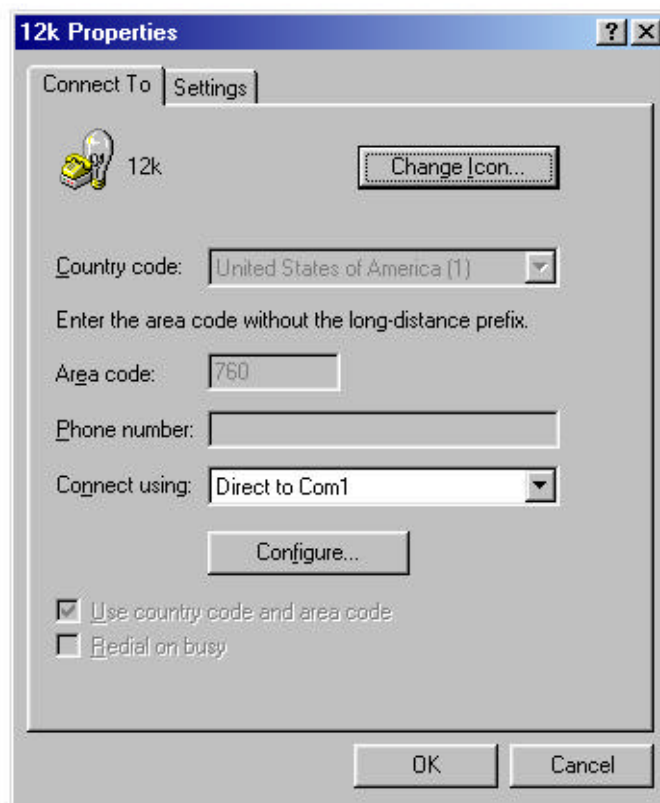 12k Properties
Connect To Settings
12k Change Icon...
Country code: United States of America (1)
Enter the area code without the long-distance prefix.
Area code: 760
Phone number:
Connect using: Direct to Com1
Configure...
Use country code and area code
Redial on busy
OK Cancel